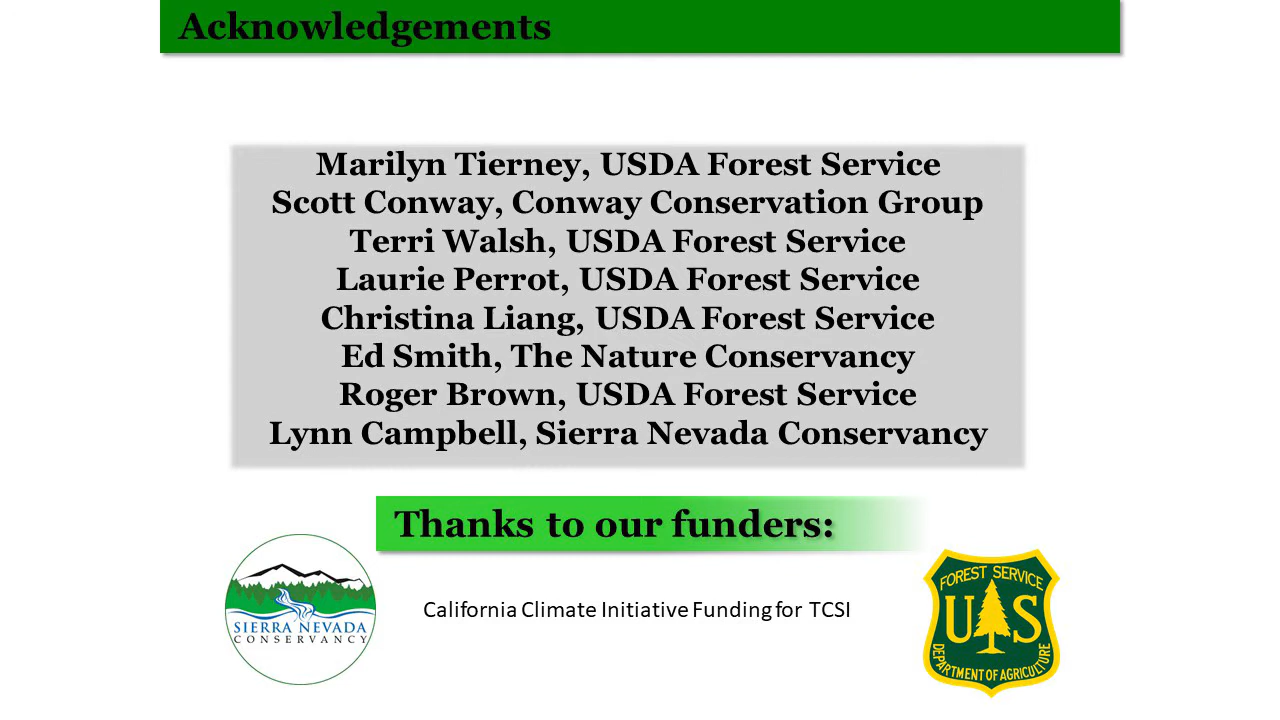 Acknowledgements
Marilyn Tierney, USDA Forest Service
Scott Conway, Conway Conservation Group
Terri Walsh, USDA Forest Service
Laurie Perrot, USDA Forest Service
Christina Liang, USDA Forest Service
Ed Smith, The Nature Conservancy
Roger Brown, USDA Forest Service
Lynn Campbell, Sierra Nevada Conservancy
Thanks to our funders:
SIERRA NEVADA
CONSERVANCY
California Climate Initiative Funding for TCSI
FOREST SERVICE
U S
DEPARTMENT OF AGRICULTURE